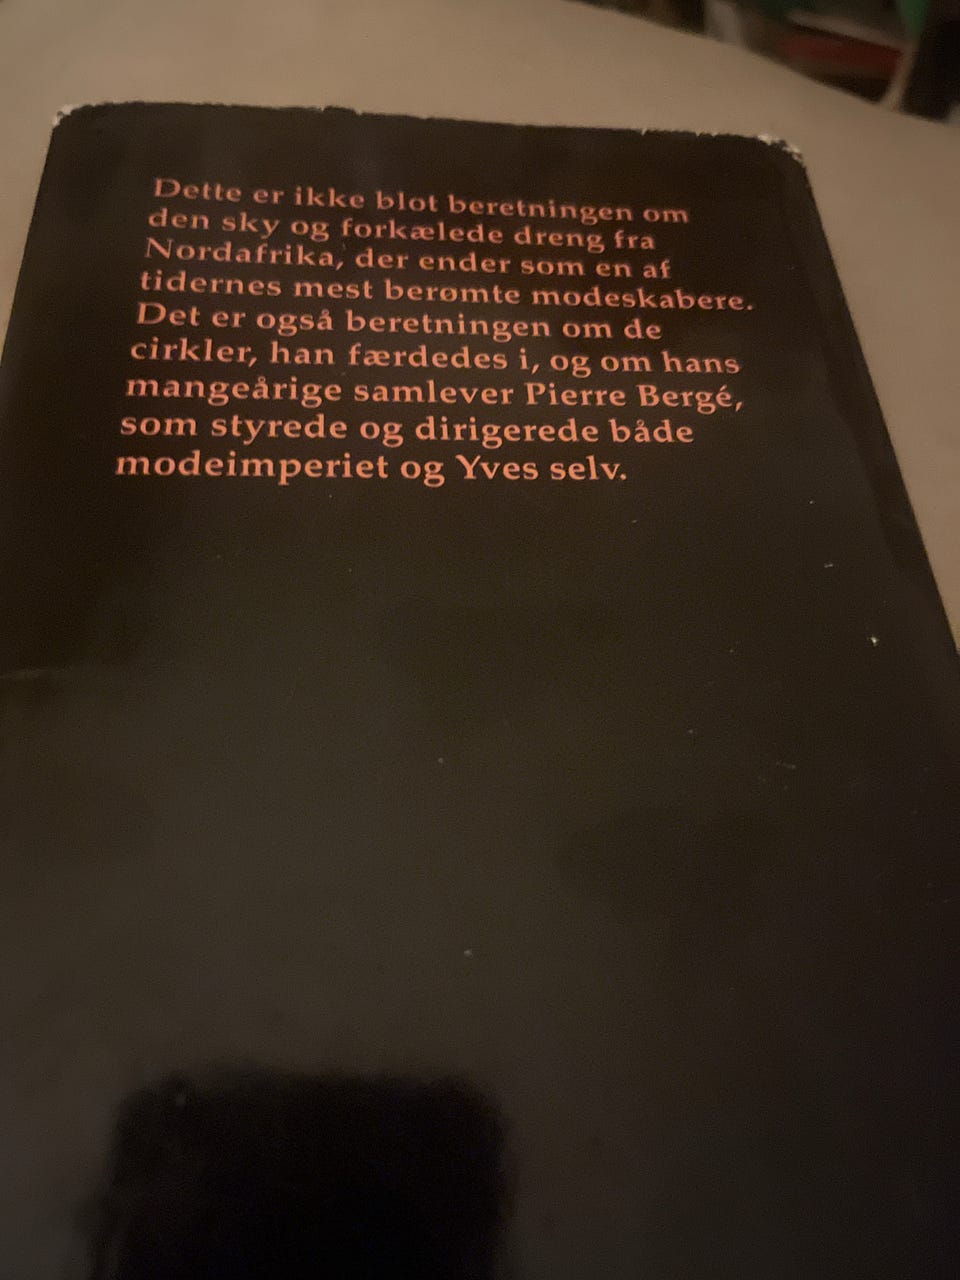 Dette er ikke blot beretningen om
den sky og forkælede dreng fra
Nordafrika, der ender som en af
tidernes mest berømte modeskabere.
Det er også beretningen om de
cirkler, han færdedes i, og om hans
mangeårige samlever Pierre Bergé,
som styrede og dirigerede både
modeimperiet og Yves selv.